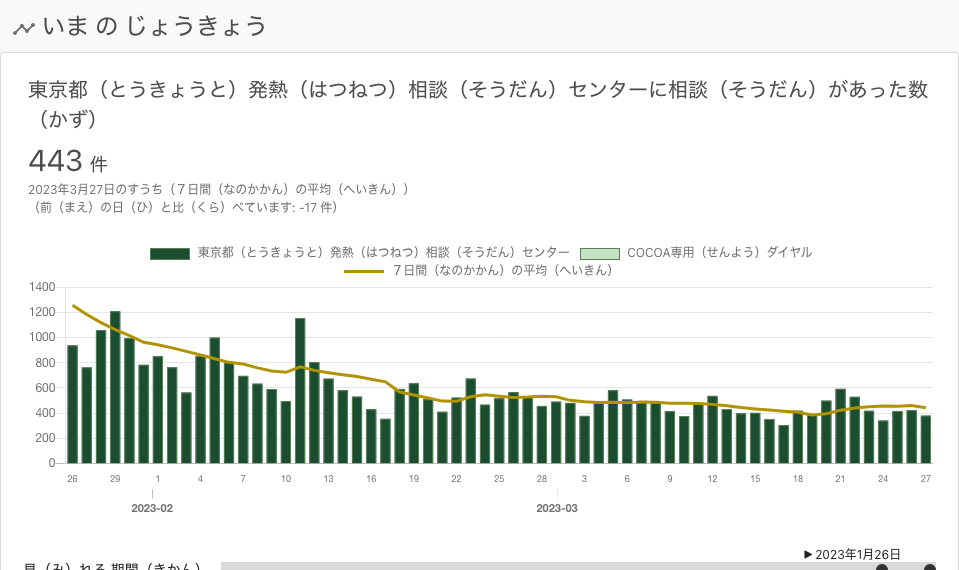 いま の じょうきょう
東京都（とうきょうと）発熱（はつねつ）相談（そうだん）センターに相談（そうだん）があった数
（かず）
443 件
2023年3月27日のすうち（７日間（なのかかん）の平均（へいきん））
（前（まえ）の日（ひ）と比（くら）べています: -17 件）
東京都（とうきょうと）発熱（はつねつ）相談（そうだん）センター COCOA専用（せんよう）ダイヤル
７日間（なのかかん）の平均（へいきん）
1400
1200
1000
800
600
400
200
0
26 29 1 4 7 10 13 16 19 22 25 28 3 6 9 12 15 18 21 24 27
2023-02 2023-03
▶ 2023年1月26日
見（み）れる 期間（きかん）